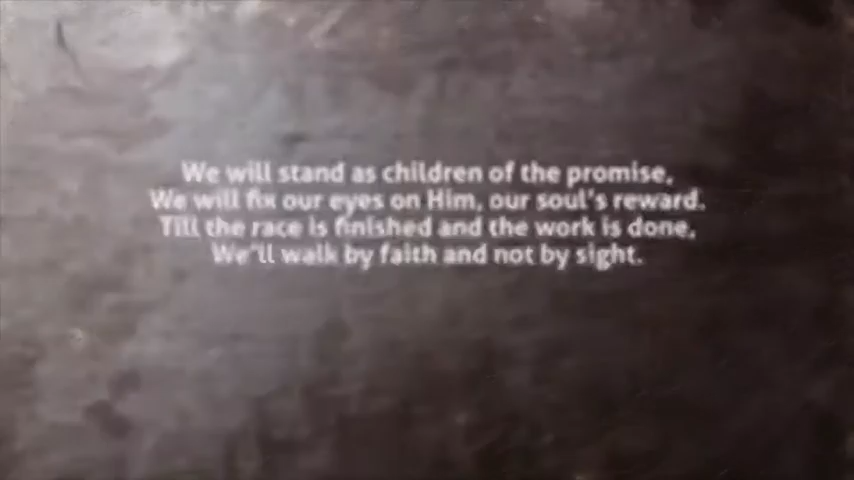 We will stand as children of the promise,
We will fix our eyes on Him, our soul's reward.
Till the race is finished and the work is done,
We'll walk by faith and not by sight.